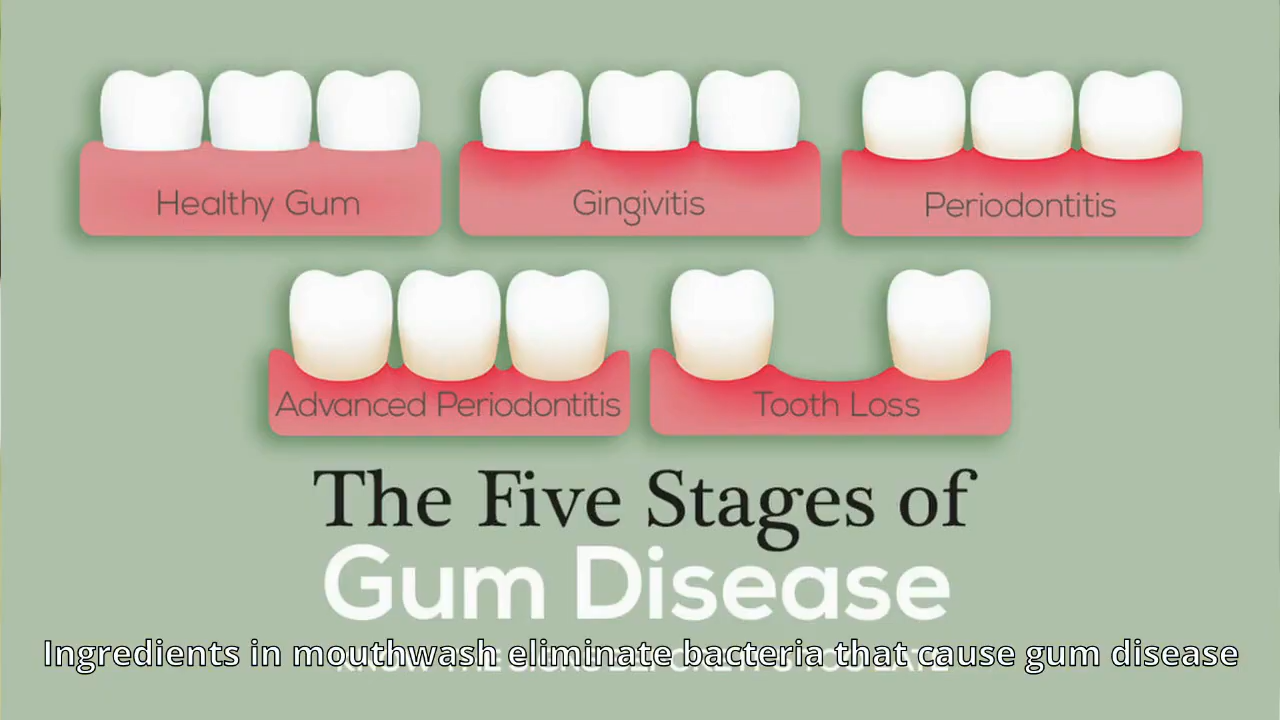 Healthy Gum
Gingivitis
Periodontitis
Advanced Periodontitis
Tooth Loss
The Five Stages of
Gum Disease
Ingredients in mouthwash eliminate bacteria that cause gum disease